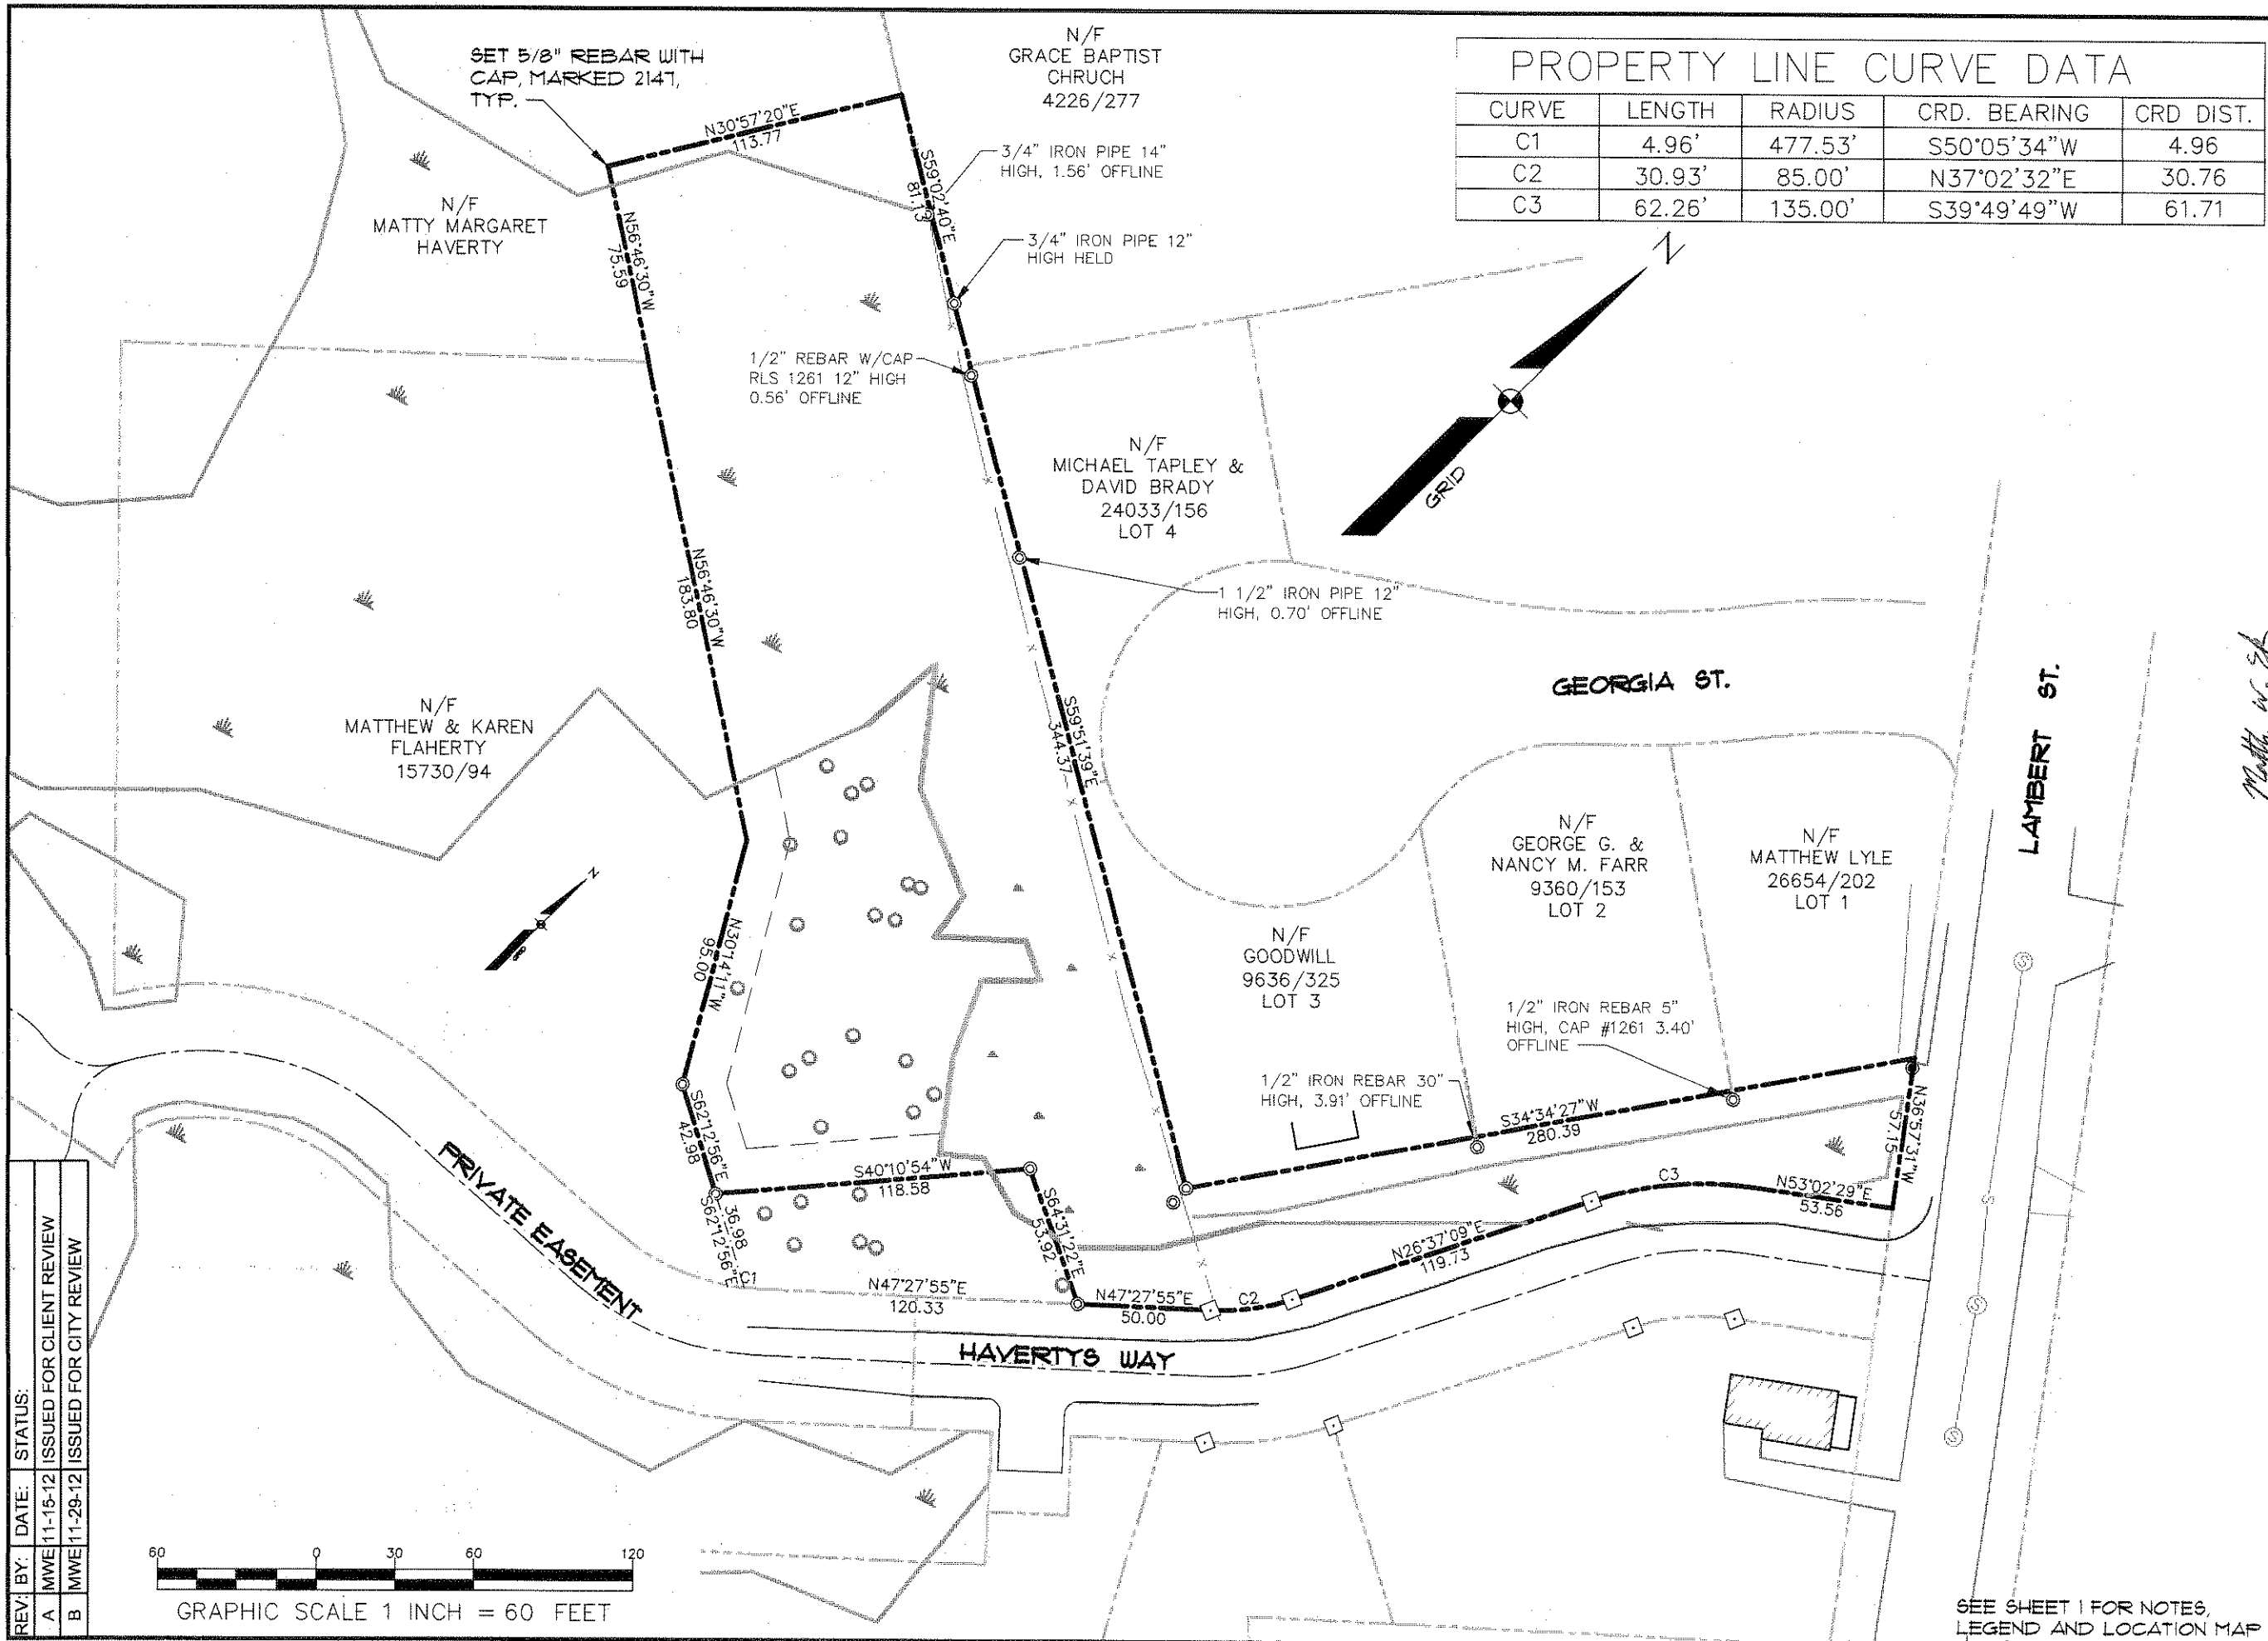 SET 5/8" REBAR WITH
CAP, MARKED 2147,
TYP.
N/F
GRACE BAPTIST
CHRUCH
4226/277
PROPERTY LINE CURVE DATA
CURVE LENGTH RADIUS CRD. BEARING CRD DIST.
C1 4.96' 477.53' S50°05'34"W 4.96
C2 30.93' 85.00' N37°02'32"E 30.76
C3 62.26' 135.00' S39°49'49"W 61.71
N30°57'20"E
113.77
S59°02'40"E
81.13
3/4" IRON PIPE 14"
HIGH, 1.56' OFFLINE
N/F
MATTY MARGARET
HAVERTY
N56°46'30"W
75.59
3/4" IRON PIPE 12"
HIGH HELD
N
GRID
1/2" REBAR W/CAP
RLS 1261 12" HIGH
0.56' OFFLINE
N/F
MICHAEL TAPLEY &
DAVID BRADY
24033/156
LOT 4
N56°46'30"W
183.80
1 1/2" IRON PIPE 12"
HIGH, 0.70' OFFLINE
GEORGIA ST.
LAMBERT ST.
N/F
MATTHEW & KAREN
FLAHERTY
15730/94
S59°51'39"E
344.37
N/F
GEORGE G. &
NANCY M. FARR
9360/153
LOT 2
N/F
MATTHEW LYLE
26654/202
LOT 1
N
N30°14'11"W
95.00
N/F
GOODWILL
9636/325
LOT 3
1/2" IRON REBAR 5"
HIGH, CAP #1261 3.40'
OFFLINE
1/2" IRON REBAR 30"
HIGH, 3.91' OFFLINE
S34°34'27"W
280.39
N36°57'31"W
57.15
S62°12'56"E
42.98
S40°10'54"W
118.58
S64°31'22"E
53.92
C3
N53°02'29"E
53.56
PRIVATE EASEMENT
36.98
S62°12'56"E
C1
N47°27'55"E
120.33
N47°27'55"E
50.00
C2
N26°37'09"E
119.73
HAVERTYS WAY
S
S
S
S
REV: BY: DATE: STATUS:
A MWE 11-15-12 ISSUED FOR CLIENT REVIEW
B MWE 11-29-12 ISSUED FOR CITY REVIEW
60 0 30 60 120
GRAPHIC SCALE 1 INCH = 60 FEET
SEE SHEET 1 FOR NOTES,
LEGEND AND LOCATION MAP